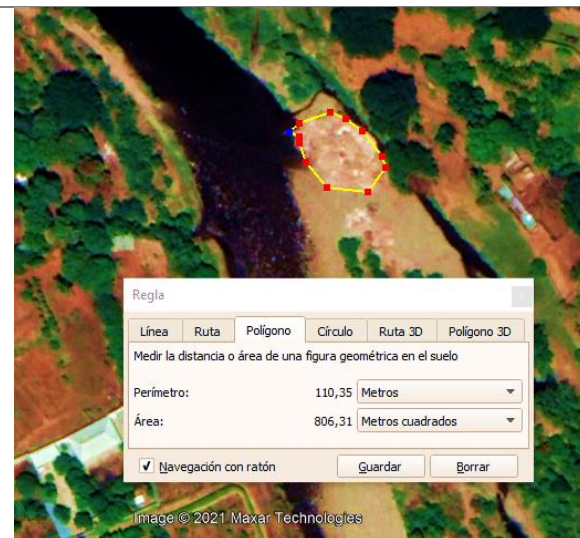 Regla
Línea Ruta Polígono Círculo Ruta 3D Polígono 3D
Medir la distancia o área de una figura geométrica en el suelo
Perímetro: 110,35 Metros
Área: 806,31 Metros cuadrados
Navegación con ratón Guardar Borrar
Image © 2021 Maxar Technologies